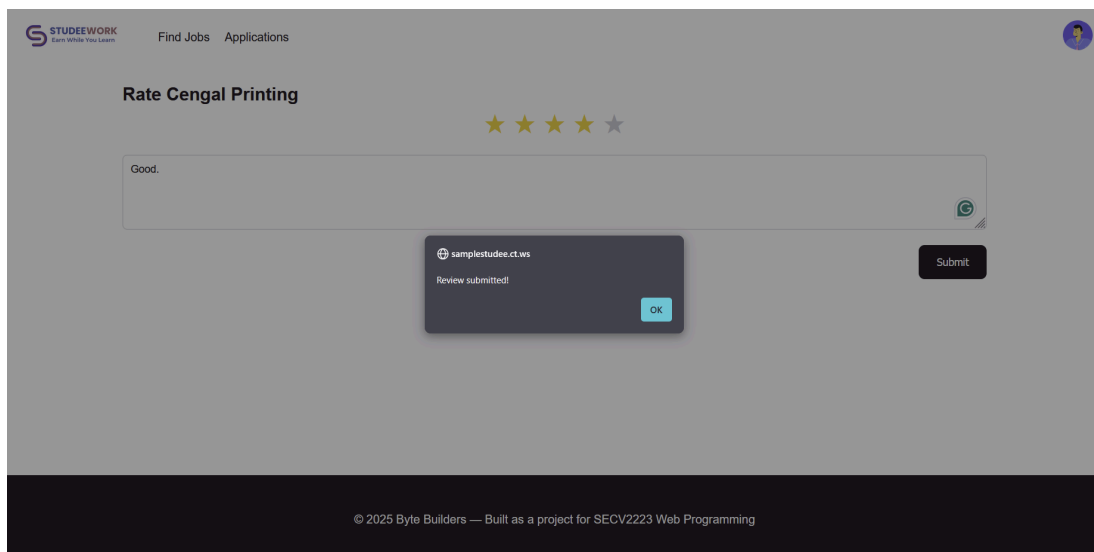 STUDEEWORK
Earn While You Learn
Find Jobs Applications
Rate Cengal Printing
Good.
samplestudee.ct.ws
Review submitted!
OK
Submit
© 2025 Byte Builders — Built as a project for SECV2223 Web Programming